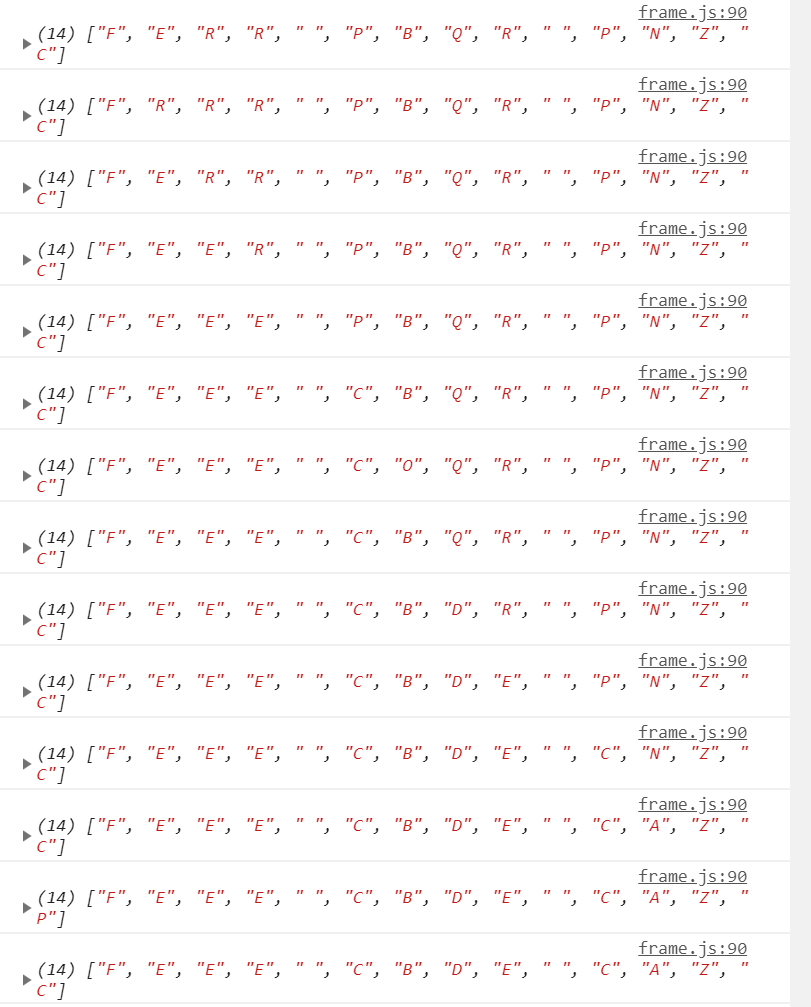 frame.js:90
(14) ["F", "E", "R", "R", " ", "P", "B", "Q", "R", " ", "P", "N", "Z", "
C"]
frame.js:90
(14) ["F", "R", "R", "R", " ", "P", "B", "Q", "R", " ", "P", "N", "Z", "
C"]
frame.js:90
(14) ["F", "E", "R", "R", " ", "P", "B", "Q", "R", " ", "P", "N", "Z", "
C"]
frame.js:90
(14) ["F", "E", "E", "R", " ", "P", "B", "Q", "R", " ", "P", "N", "Z", "
C"]
frame.js:90
(14) ["F", "E", "E", "E", " ", "P", "B", "Q", "R", " ", "P", "N", "Z", "
C"]
frame.js:90
(14) ["F", "E", "E", "E", " ", "C", "B", "Q", "R", " ", "P", "N", "Z", "
C"]
frame.js:90
(14) ["F", "E", "E", "E", " ", "C", "O", "Q", "R", " ", "P", "N", "Z", "
C"]
frame.js:90
(14) ["F", "E", "E", "E", " ", "C", "B", "Q", "R", " ", "P", "N", "Z", "
C"]
frame.js:90
(14) ["F", "E", "E", "E", " ", "C", "B", "D", "R", " ", "P", "N", "Z", "
C"]
frame.js:90
(14) ["F", "E", "E", "E", " ", "C", "B", "D", "E", " ", "P", "N", "Z", "
C"]
frame.js:90
(14) ["F", "E", "E", "E", " ", "C", "B", "D", "E", " ", "C", "N", "Z", "
C"]
frame.js:90
(14) ["F", "E", "E", "E", " ", "C", "B", "D", "E", " ", "C", "A", "Z", "
C"]
frame.js:90
(14) ["F", "E", "E", "E", " ", "C", "B", "D", "E", " ", "C", "A", "Z", "
P"]
frame.js:90
(14) ["F", "E", "E", "E", " ", "C", "B", "D", "E", " ", "C", "A", "Z", "
C"]